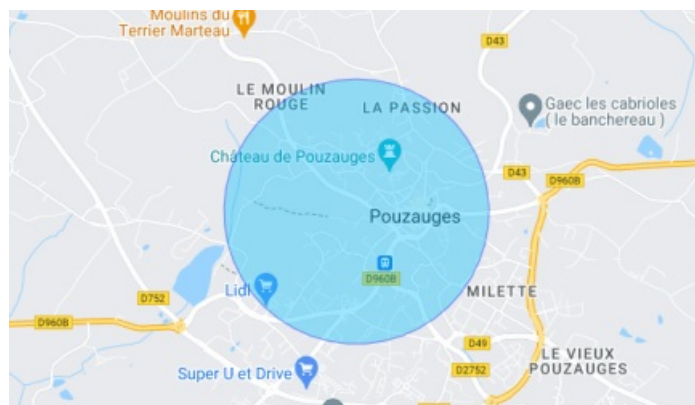 Moulins du
Terrier Marteau
D43
LE MOULIN
ROUGE
LA PASSION
Gaec les cabrioles
( le banchereau )
D43
Château de Pouzauges
D960B
Pouzauges
D960B
Lidl
D752
MILETTE
D960B
D49
LE VIEUX
POUZAUGES
Super U et Drive
D2752